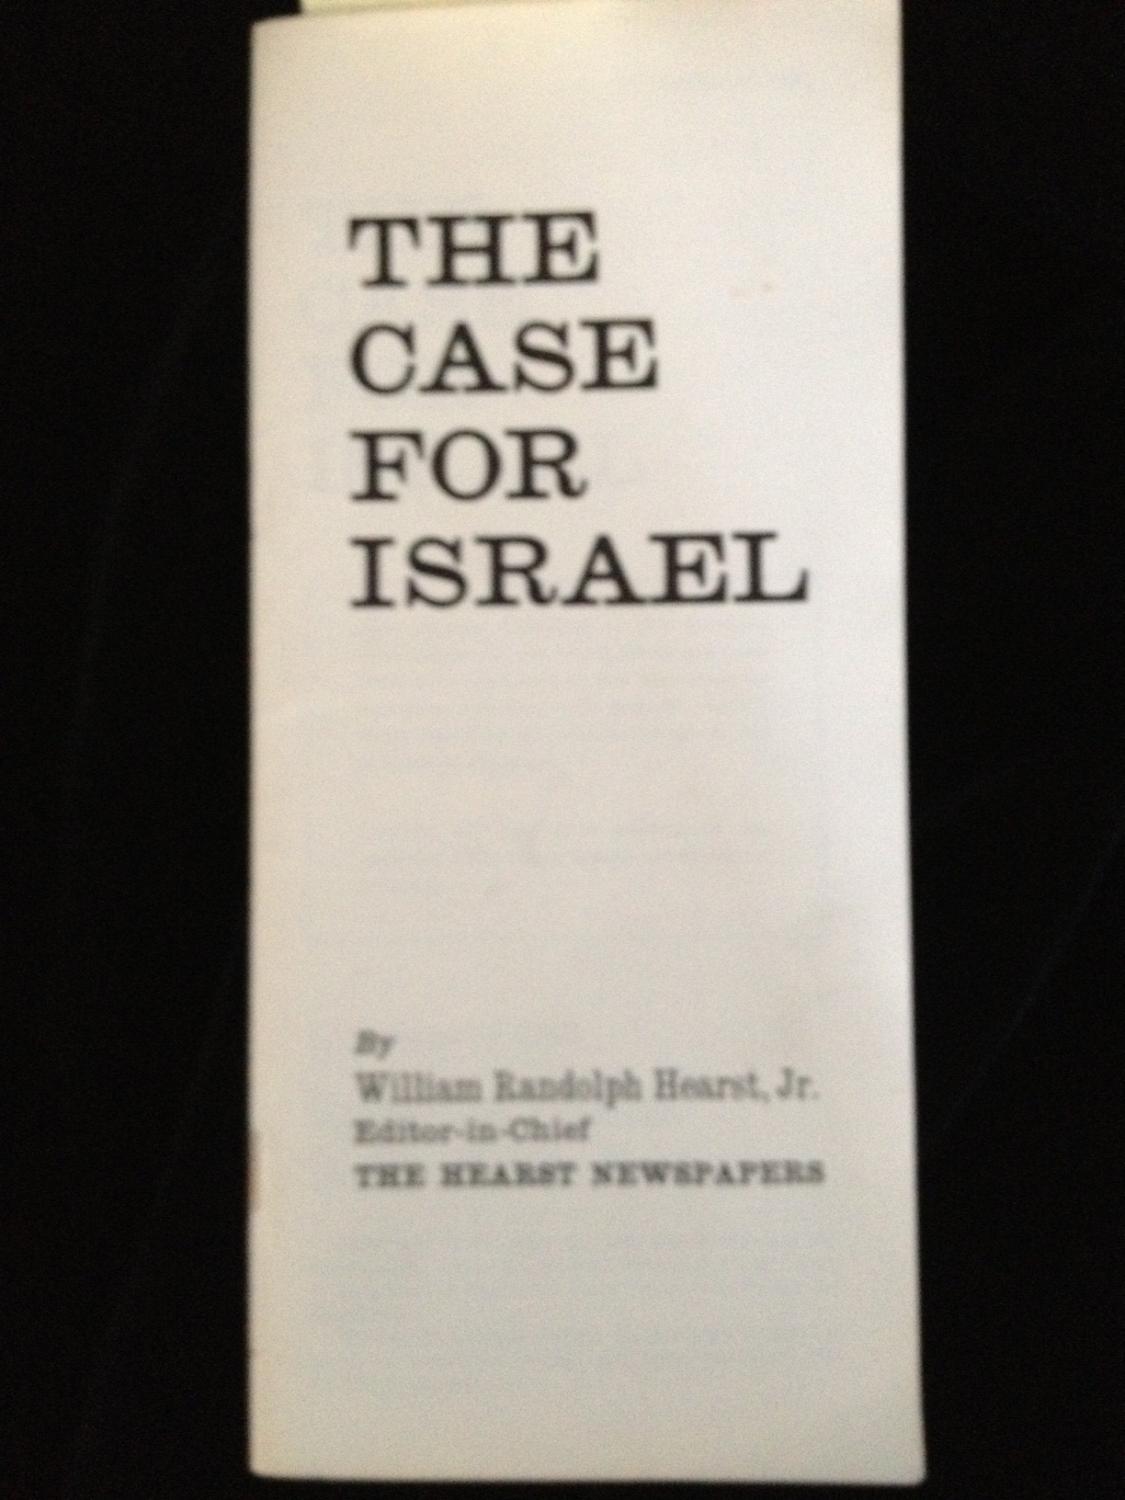 THE
CASE
FOR
ISRAEL
By
William Randolph Hearst, Jr.
Editor-in-Chief
THE HEARST NEWSPAPERS